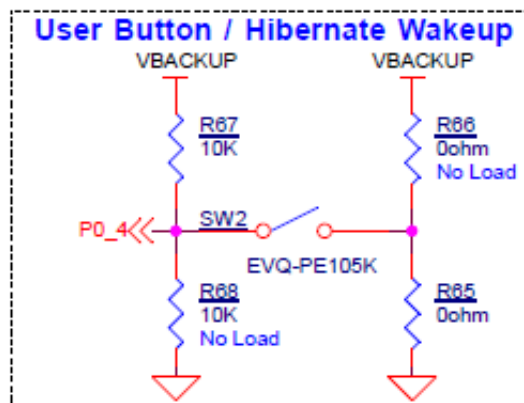 User Button / Hibernate Wakeup
VBACKUP
VBACKUP
R67
10K
R66
0ohm
No Load
P0_4
SW2
EVQ-PE105K
R68
10K
No Load
R65
0ohm